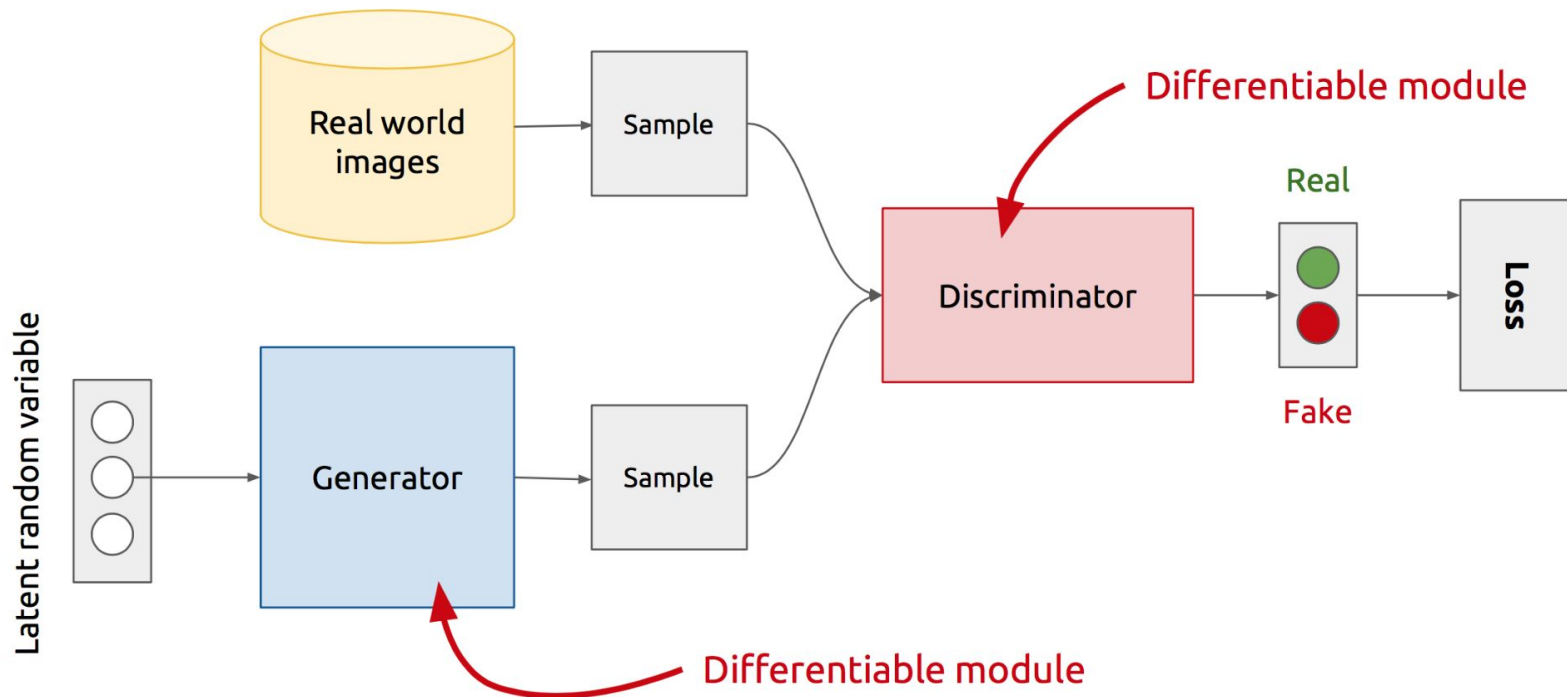 Real world
images
Sample
Differentiable module
Real
Discriminator
Loss
Fake
Latent random variable
Generator
Sample
Differentiable module